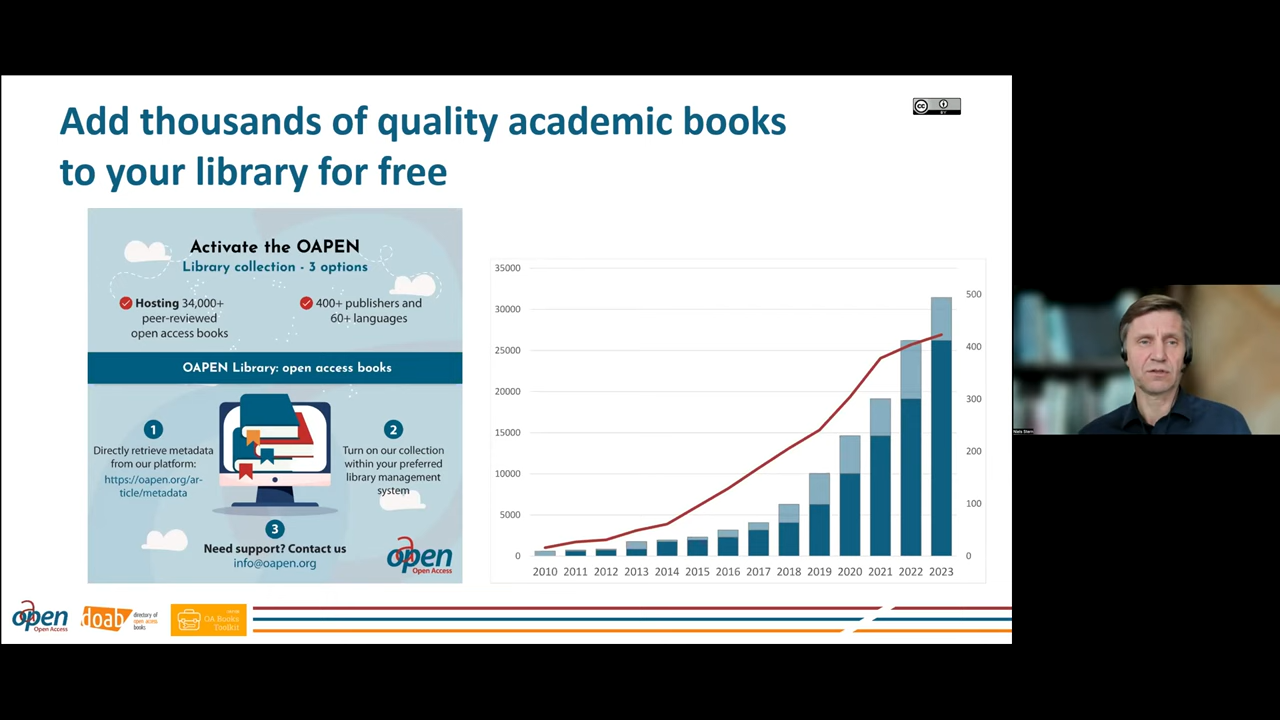 Add thousands of quality academic books
to your library for free
cc
BY
Activate the OAPEN
Library collection - 3 options
Hosting 34,000+
peer-reviewed
open access books
400+ publishers and
60+ languages
OAPEN Library: open access books
1
Directly retrieve metadata
from our platform:
https://oapen.org/ar-
ticle/metadata
2
Turn on our collection
within your preferred
library management
system
3
Need support? Contact us
info@oapen.org
open
Open Access
35000
30000
25000
20000
15000
10000
5000
0
500
400
300
200
100
0
2010 2011 2012 2013 2014 2015 2016 2017 2018 2019 2020 2021 2022 2023
Niels Stern
open
Open Access
doab
directory of
open access
books
OA Books
Toolkit